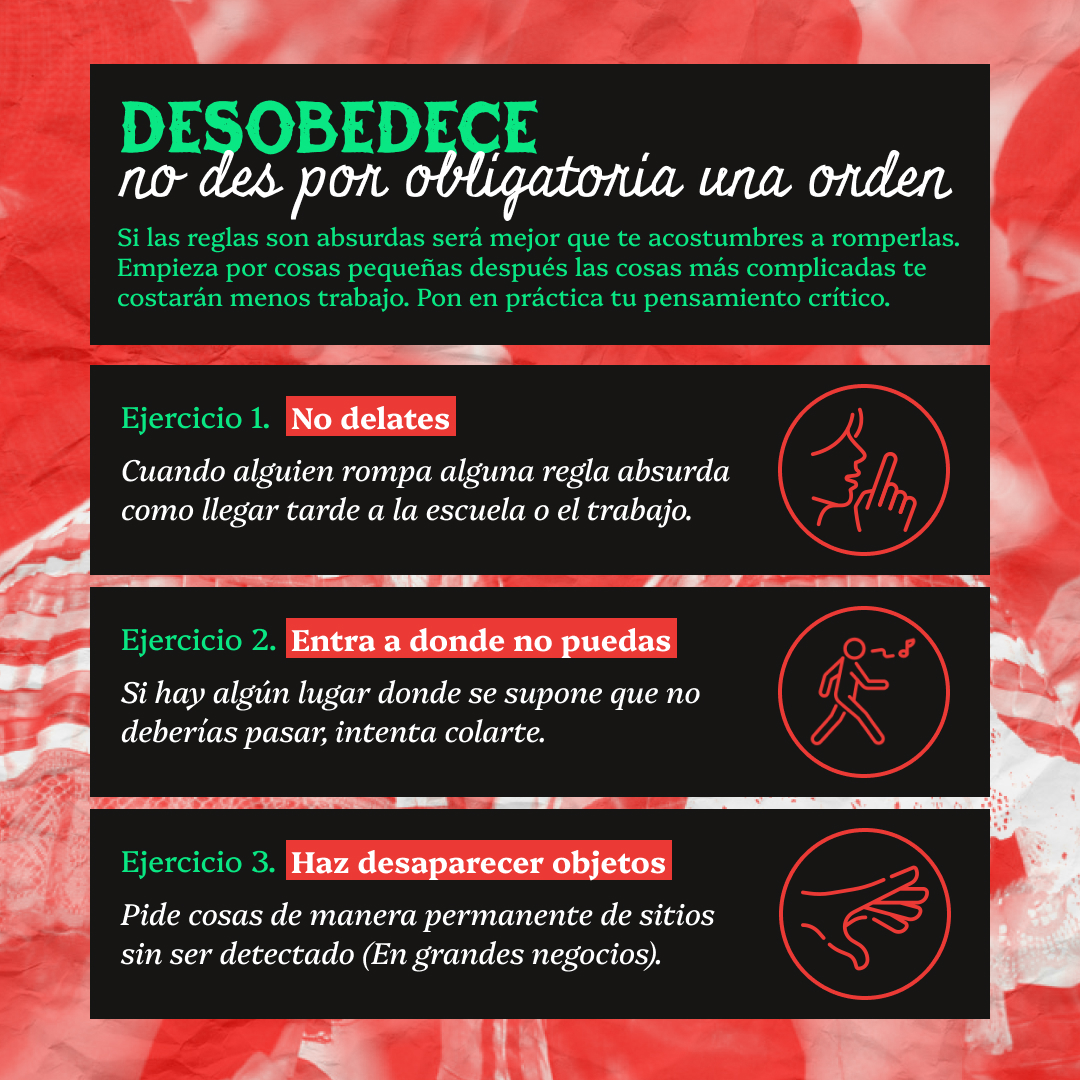 DESOBEDECE
no des por obligatoria una orden
Si las reglas son absurdas será mejor que te acostumbres a romperlas.
Empieza por cosas pequeñas después las cosas más complicadas te
costarán menos trabajo. Pon en práctica tu pensamiento crítico.
Ejercicio 1. No delates
Cuando alguien rompa alguna regla absurda
como llegar tarde a la escuela o el trabajo.
Ejercicio 2. Entra a donde no puedas
Si hay algún lugar donde se supone que no
deberías pasar, intenta colarte.
Ejercicio 3. Haz desaparecer objetos
Pide cosas de manera permanente de sitios
sin ser detectado (En grandes negocios).